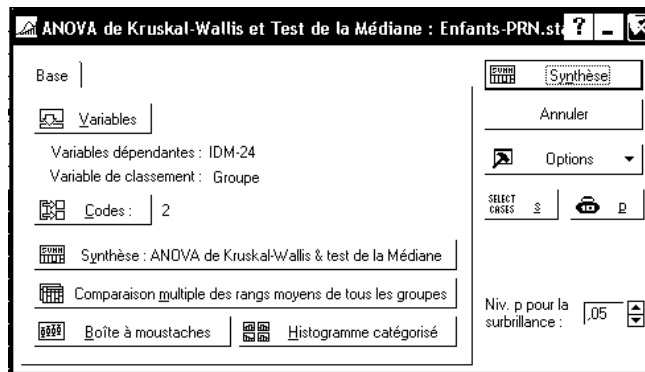 ANOVA de Kruskal-Wallis et Test de la Médiane : Enfants-PRN.sta
Base
Variables
Variables dépendantes : IDM-24
Variable de classement : Groupe
Codes : 2
Synthèse : ANOVA de Kruskal-Wallis & test de la Médiane
Comparaison multiple des rangs moyens de tous les groupes
Boîte à moustaches
Histogramme catégorisé
Synthèse
Annuler
Options
SELECT CASES S D
Niv. p pour la
surbrillance : ,05